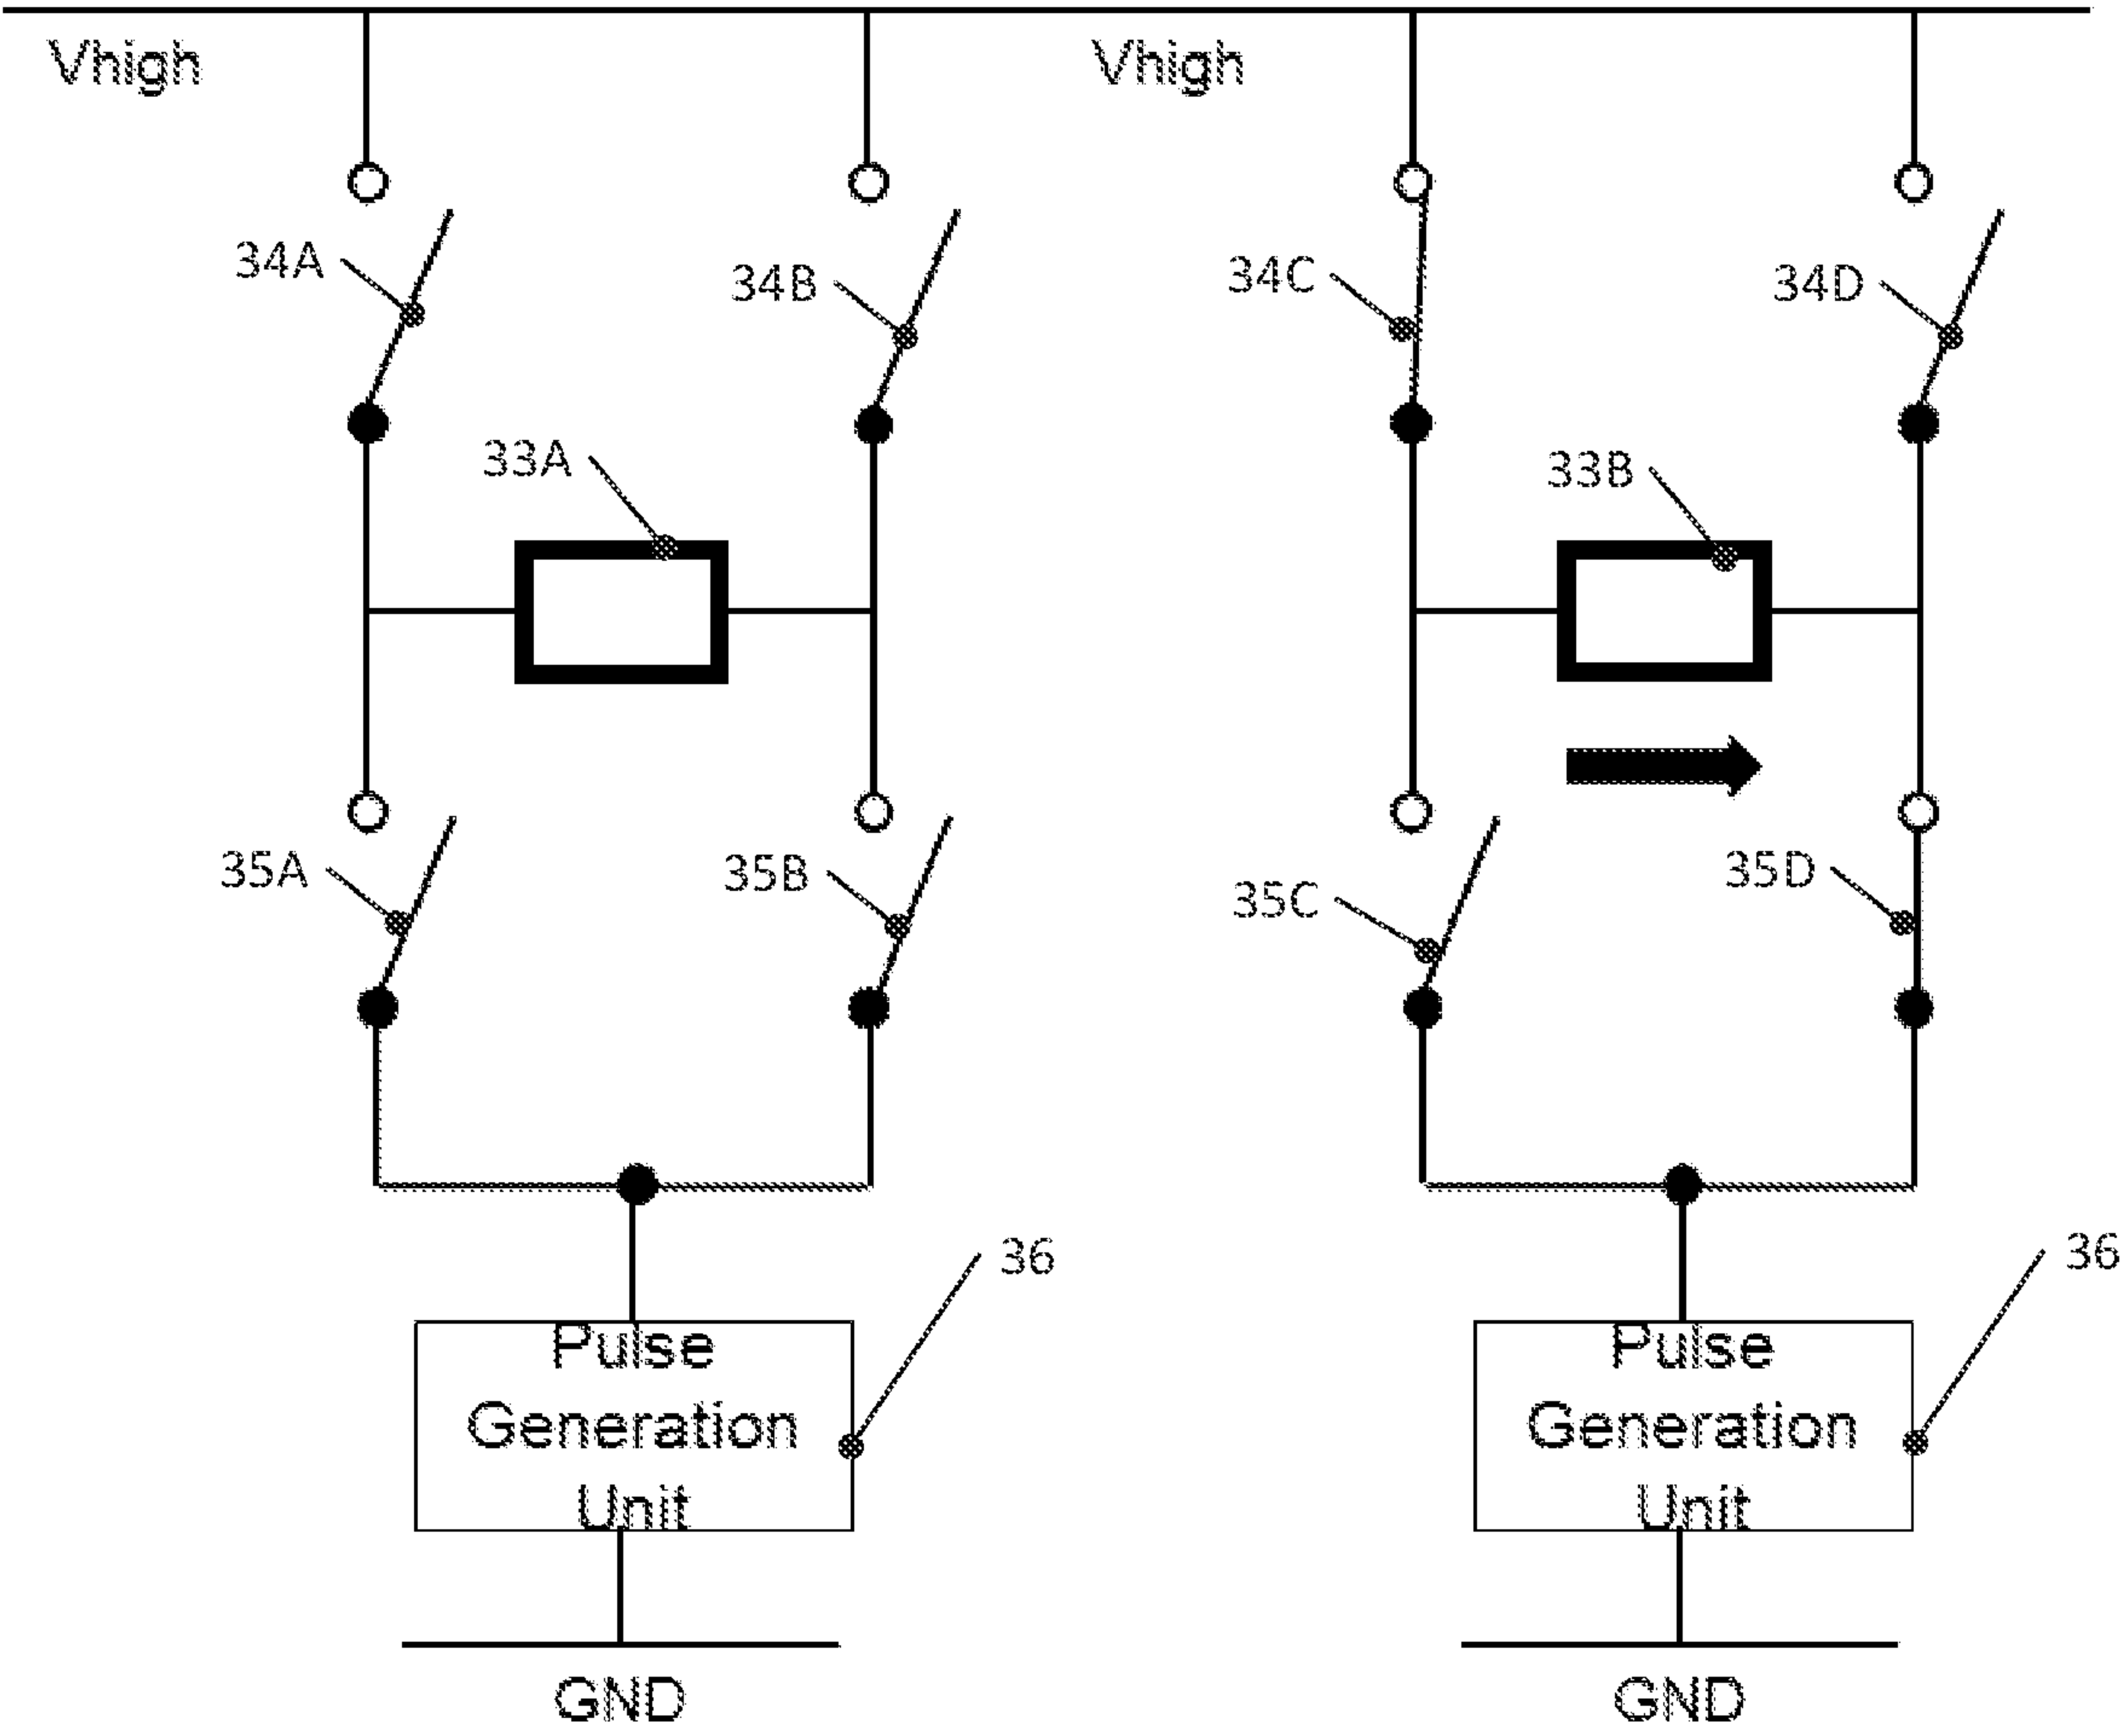 Vhigh
Vhigh
34A
34B
34C
34D
33A
33B
35A
35B
35C
35D
36
36
Pulse
Generation
Unit
Pulse
Generation
Unit
GND
GND